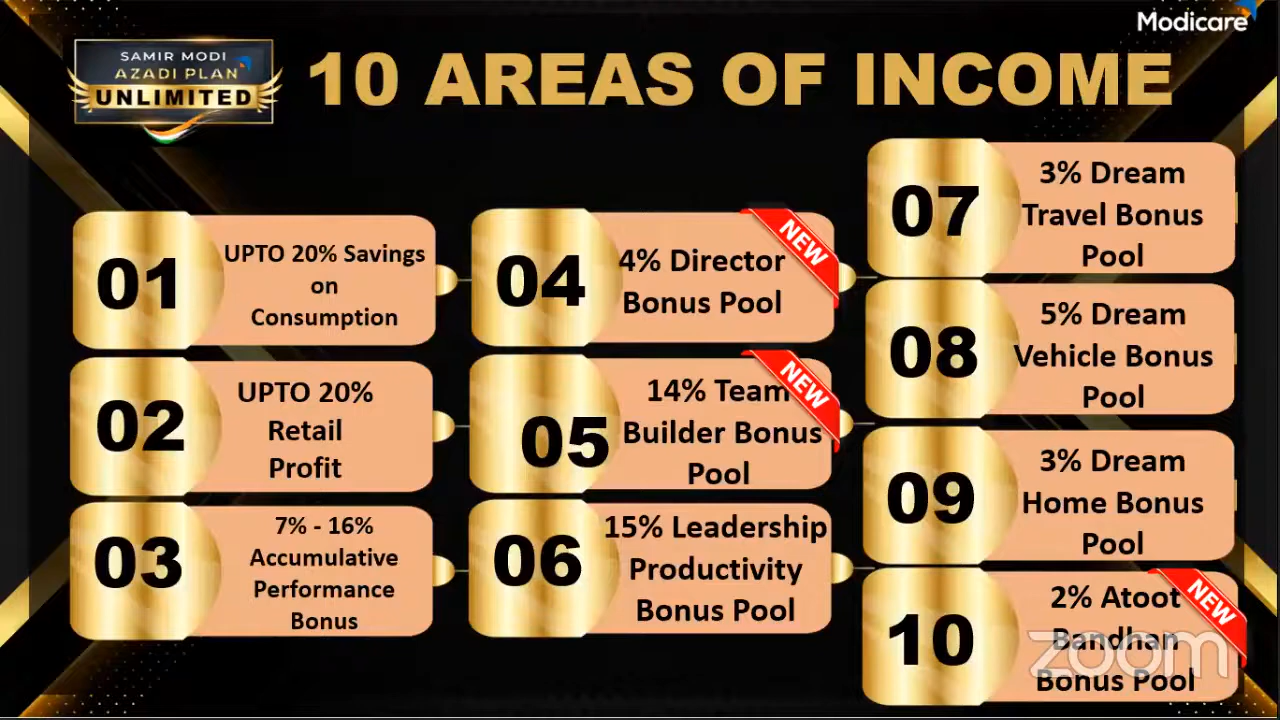 Modicare
SAMIR MODI
AZADI PLAN
UNLIMITED
10 AREAS OF INCOME
01
UPTO 20% Savings
on
Consumption
02
UPTO 20%
Retail
Profit
03
7% - 16%
Accumulative
Performance
Bonus
04
4% Director
Bonus Pool
NEW
05
14% Team
Builder Bonus
Pool
NEW
06
15% Leadership
Productivity
Bonus Pool
07
3% Dream
Travel Bonus
Pool
08
5% Dream
Vehicle Bonus
Pool
09
3% Dream
Home Bonus
Pool
10
2% Atoot
Bandhan
Bonus Pool
NEW
zoom